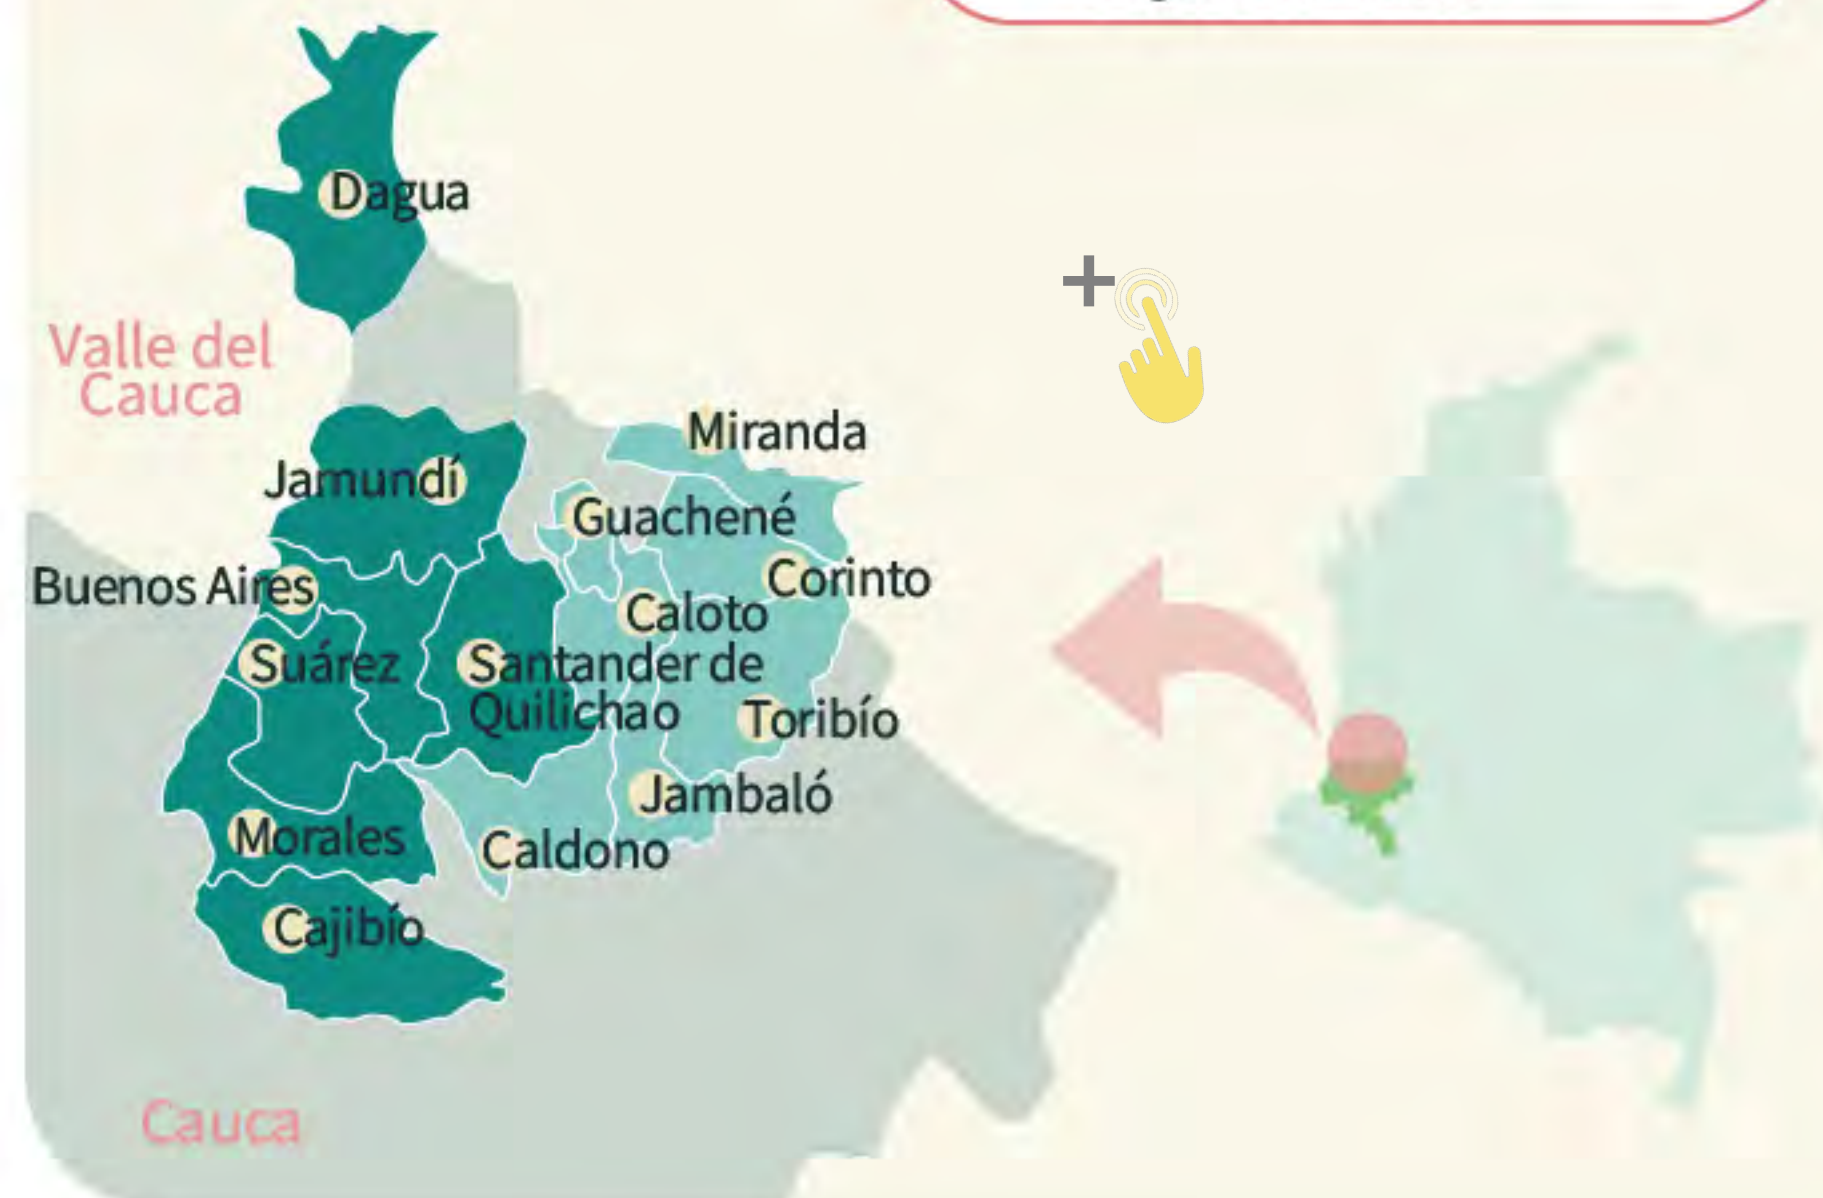 Dagua
Valle del
Cauca
Miranda
Jamundí
Guachené
Buenos Aires
Corinto
Caloto
Suárez
Santander de
Quilichao
Toribío
Jambaló
Morales
Caldono
Cajibío
Cauca